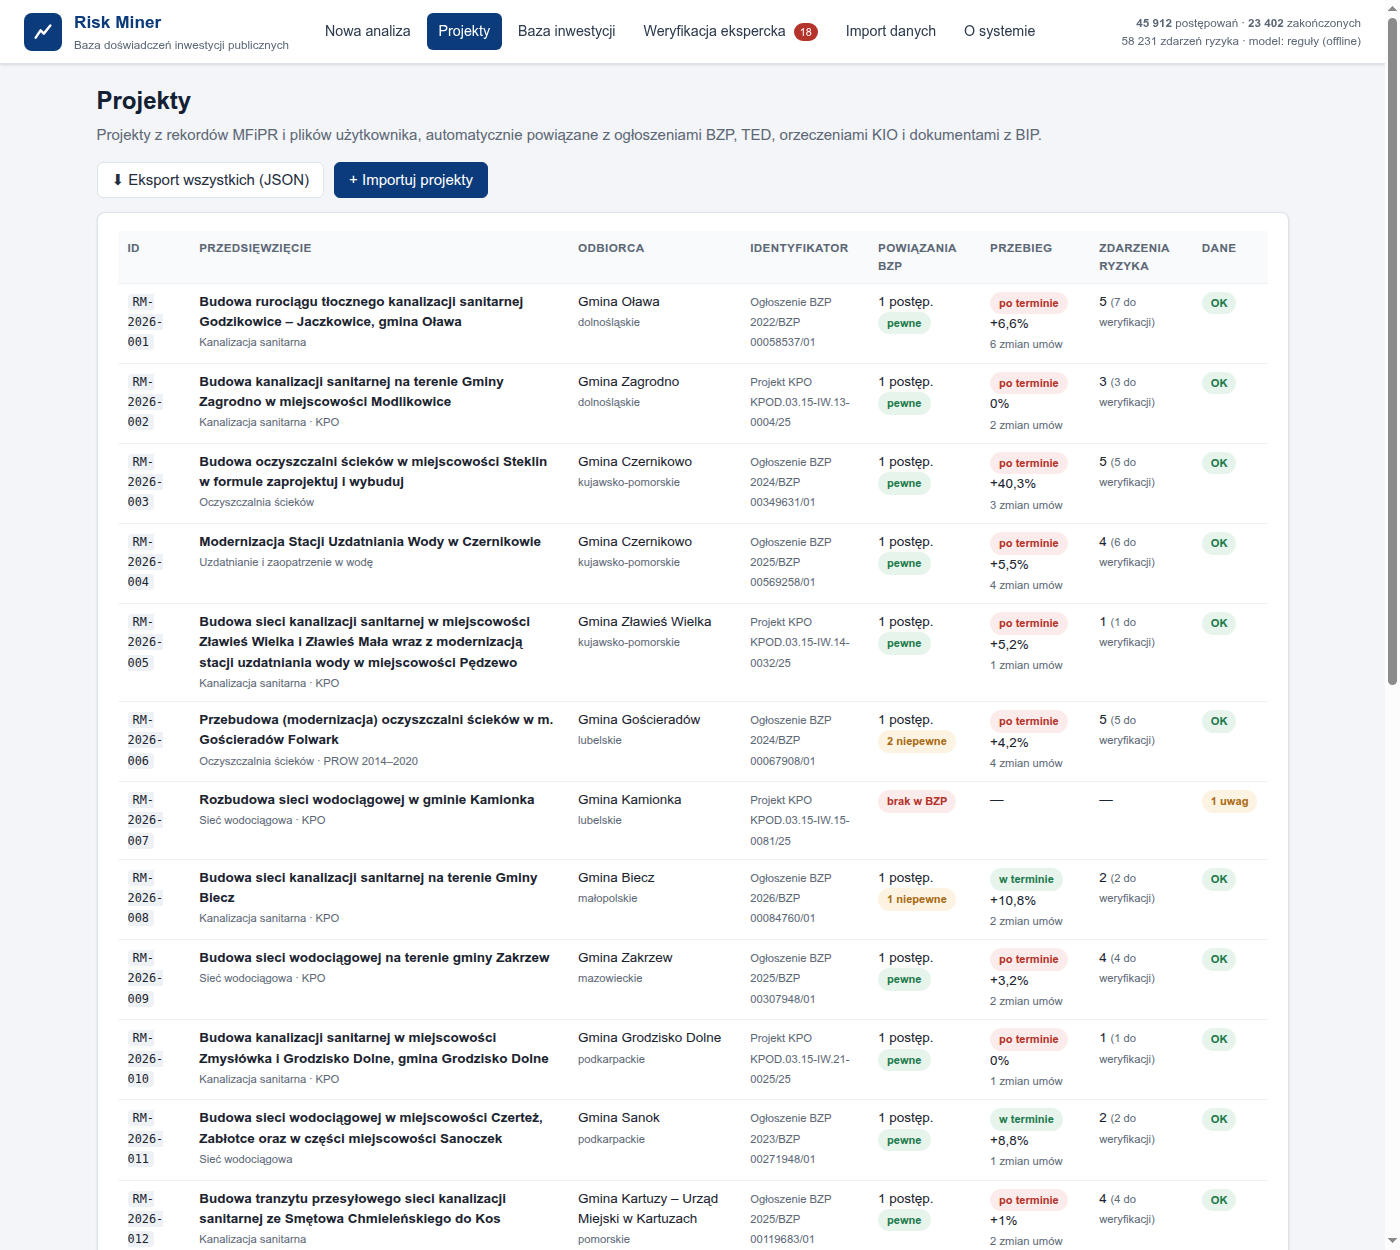 Risk Miner
Baza doświadczeń inwestycji publicznych
Nowa analiza
Projekty
Baza inwestycji
Weryfikacja ekspercka 18
Import danych
O systemie
45 912 postępowań · 23 402 zakończonych
58 231 zdarzeń ryzyka · model: reguły (offline)
Projekty
Projekty z rekordów MFiPR i plików użytkownika, automatycznie powiązane z ogłoszeniami BZP, TED, orzeczeniami KIO i dokumentami z BIP.
⬇ Eksport wszystkich (JSON)
+ Importuj projekty
ID
PRZEDSIĘWZIĘCIE
ODBIORCA
IDENTYFIKATOR
POWIĄZANIA
BZP
PRZEBIEG
ZDARZENIA
RYZYKA
DANE
RM-
2026-
001
Budowa rurociągu tłocznego kanalizacji sanitarnej
Godzikowice – Jaczkowice, gmina Oława
Kanalizacja sanitarna
Gmina Oława
dolnośląskie
Ogłoszenie BZP
2022/BZP
00058537/01
1 postęp.
pewne
po terminie
+6,6%
6 zmian umów
5 (7 do
weryfikacji)
OK
RM-
2026-
002
Budowa kanalizacji sanitarnej na terenie Gminy
Zagrodno w miejscowości Modlikowice
Kanalizacja sanitarna · KPO
Gmina Zagrodno
dolnośląskie
Projekt KPO
KPOD.03.15-IW.13-
0004/25
1 postęp.
pewne
po terminie
0%
2 zmian umów
3 (3 do
weryfikacji)
OK
RM-
2026-
003
Budowa oczyszczalni ścieków w miejscowości Steklin
w formule zaprojektuj i wybuduj
Oczyszczalnia ścieków
Gmina Czernikowo
kujawsko-pomorskie
Ogłoszenie BZP
2024/BZP
00349631/01
1 postęp.
pewne
po terminie
+40,3%
3 zmian umów
5 (5 do
weryfikacji)
OK
RM-
2026-
004
Modernizacja Stacji Uzdatniania Wody w Czernikowie
Uzdatnianie i zaopatrzenie w wodę
Gmina Czernikowo
kujawsko-pomorskie
Ogłoszenie BZP
2025/BZP
00569258/01
1 postęp.
pewne
po terminie
+5,5%
4 zmian umów
4 (6 do
weryfikacji)
OK
RM-
2026-
005
Budowa sieci kanalizacji sanitarnej w miejscowości
Zławieś Wielka i Zławieś Mała wraz z modernizacją
stacji uzdatniania wody w miejscowości Pędzewo
Kanalizacja sanitarna · KPO
Gmina Zławieś Wielka
kujawsko-pomorskie
Projekt KPO
KPOD.03.15-IW.14-
0032/25
1 postęp.
pewne
po terminie
+5,2%
1 zmian umów
1 (1 do
weryfikacji)
OK
RM-
2026-
006
Przebudowa (modernizacja) oczyszczalni ścieków w m.
Gościeradów Folwark
Oczyszczalnia ścieków · PROW 2014–2020
Gmina Gościeradów
lubelskie
Ogłoszenie BZP
2024/BZP
00067908/01
1 postęp.
2 niepewne
po terminie
+4,2%
4 zmian umów
5 (5 do
weryfikacji)
OK
RM-
2026-
007
Rozbudowa sieci wodociągowej w gminie Kamionka
Sieć wodociągowa · KPO
Gmina Kamionka
lubelskie
Projekt KPO
KPOD.03.15-IW.15-
0081/25
brak w BZP
—
—
1 uwag
RM-
2026-
008
Budowa sieci kanalizacji sanitarnej na terenie Gminy
Biecz
Kanalizacja sanitarna · KPO
Gmina Biecz
małopolskie
Ogłoszenie BZP
2026/BZP
00084760/01
1 postęp.
1 niepewne
w terminie
+10,8%
2 zmian umów
2 (2 do
weryfikacji)
OK
RM-
2026-
009
Budowa sieci wodociągowej na terenie gminy Zakrzew
Sieć wodociągowa · KPO
Gmina Zakrzew
mazowieckie
Ogłoszenie BZP
2025/BZP
00307948/01
1 postęp.
pewne
po terminie
+3,2%
2 zmian umów
4 (4 do
weryfikacji)
OK
RM-
2026-
010
Budowa kanalizacji sanitarnej w miejscowości
Zmysłówka i Grodzisko Dolne, gmina Grodzisko Dolne
Kanalizacja sanitarna · KPO
Gmina Grodzisko Dolne
podkarpackie
Projekt KPO
KPOD.03.15-IW.21-
0025/25
1 postęp.
pewne
po terminie
0%
1 zmian umów
1 (1 do
weryfikacji)
OK
RM-
2026-
011
Budowa sieci wodociągowej w miejscowości Czerteż,
Zabłotce oraz w części miejscowości Sanoczek
Sieć wodociągowa
Gmina Sanok
podkarpackie
Ogłoszenie BZP
2023/BZP
00271948/01
1 postęp.
pewne
w terminie
+8,8%
1 zmian umów
2 (2 do
weryfikacji)
OK
RM-
2026-
012
Budowa tranzytu przesyłowego sieci kanalizacji
sanitarnej ze Smętowa Chmieleńskiego do Kos
Kanalizacja sanitarna
Gmina Kartuzy – Urząd
Miejski w Kartuzach
pomorskie
Ogłoszenie BZP
2025/BZP
00119683/01
1 postęp.
pewne
po terminie
+1%
2 zmian umów
4 (4 do
weryfikacji)
OK